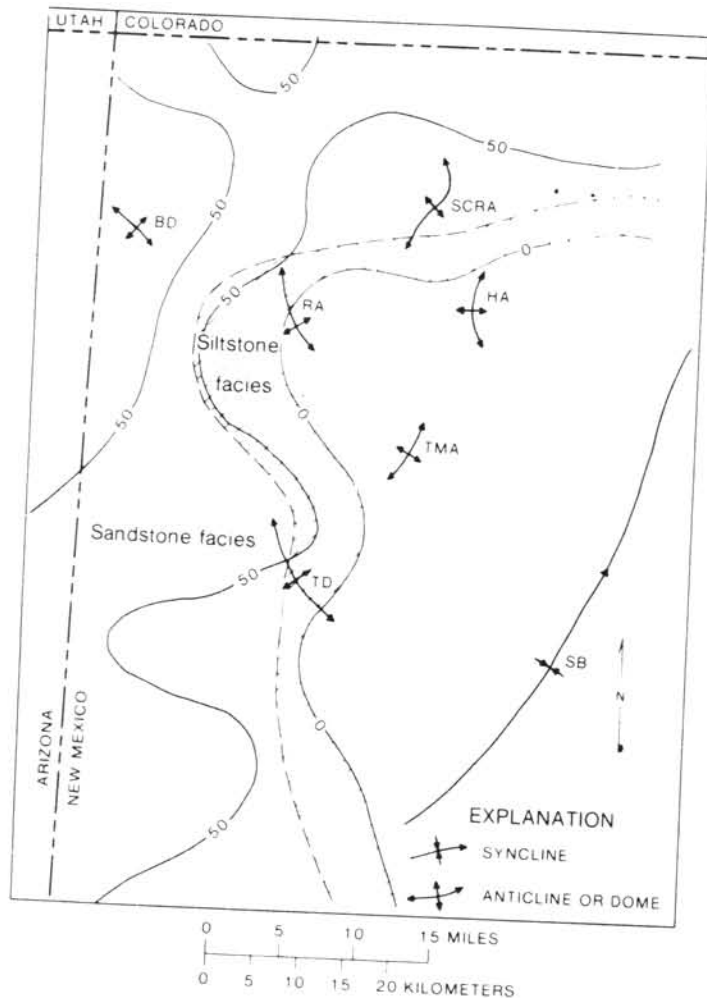 UTAH COLORADO
50
50
50
BD
SCRA
0
50
RA
HA
Siltstone
facies
0
TMA
Sandstone facies
50
TD
SB
N
0
ARIZONA
NEW MEXICO
50
EXPLANATION
SYNCLINE
ANTICLINE OR DOME
0 5 10 15 MILES
0 5 10 15 20 KILOMETERS